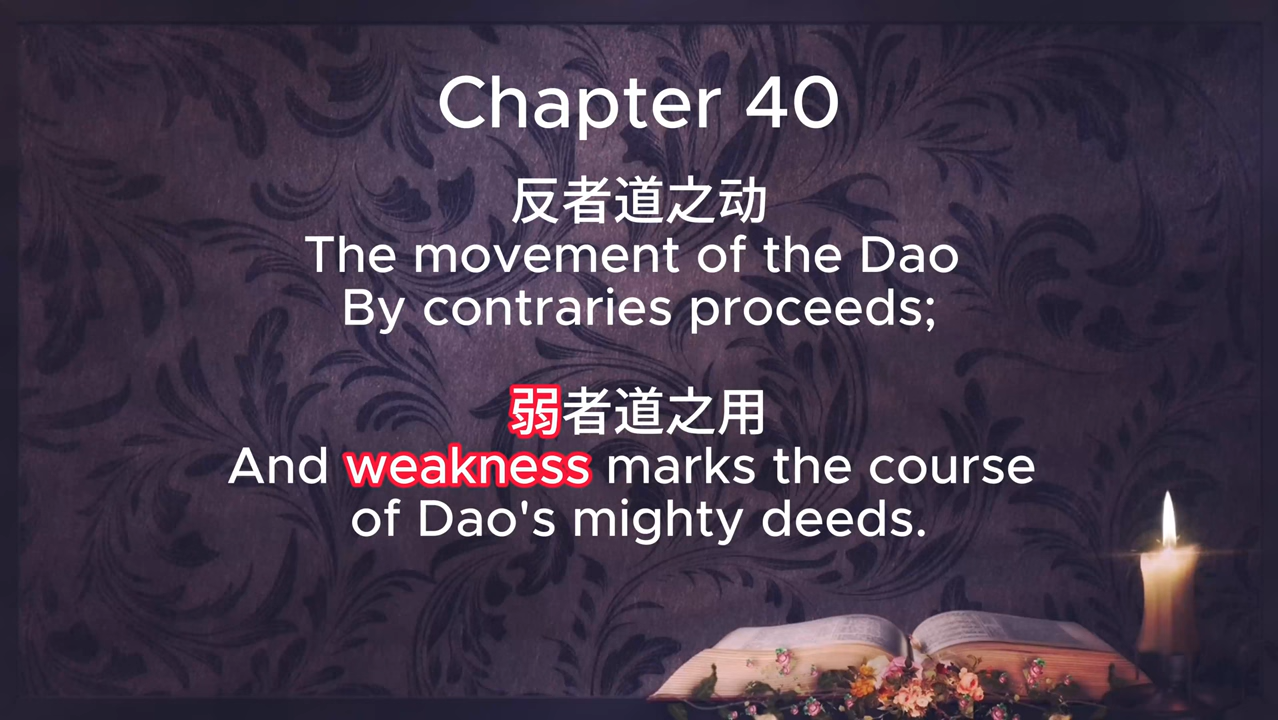 Chapter 40
反者道之动
The movement of the Dao
By contraries proceeds;
弱者道之用
And weakness marks the course
of Dao's mighty deeds.